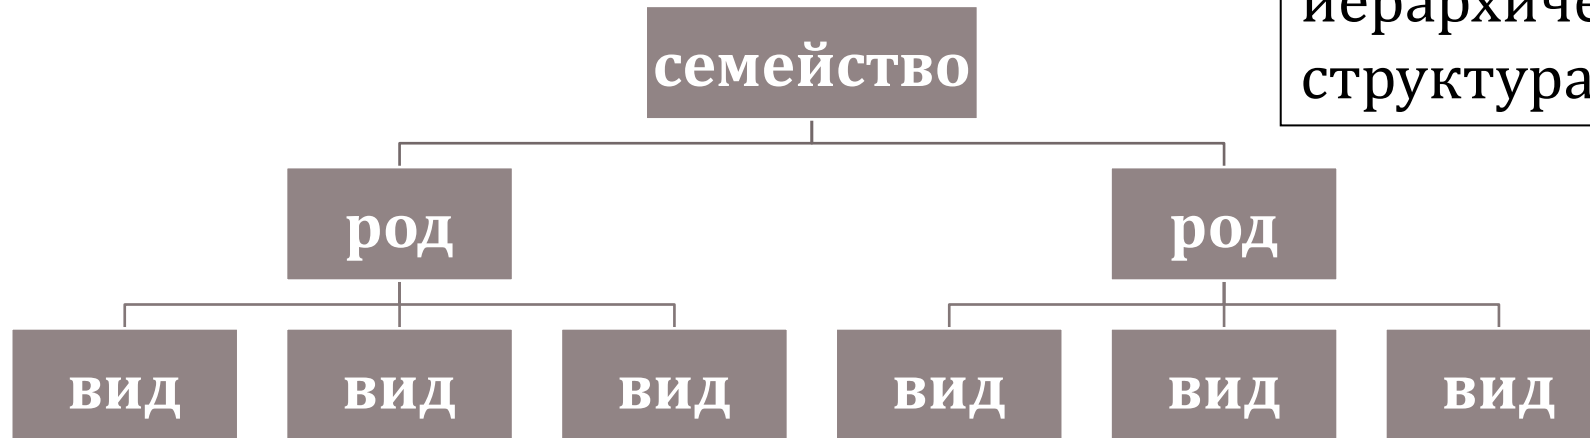 структура
семейство
род род
вид вид вид вид вид вид